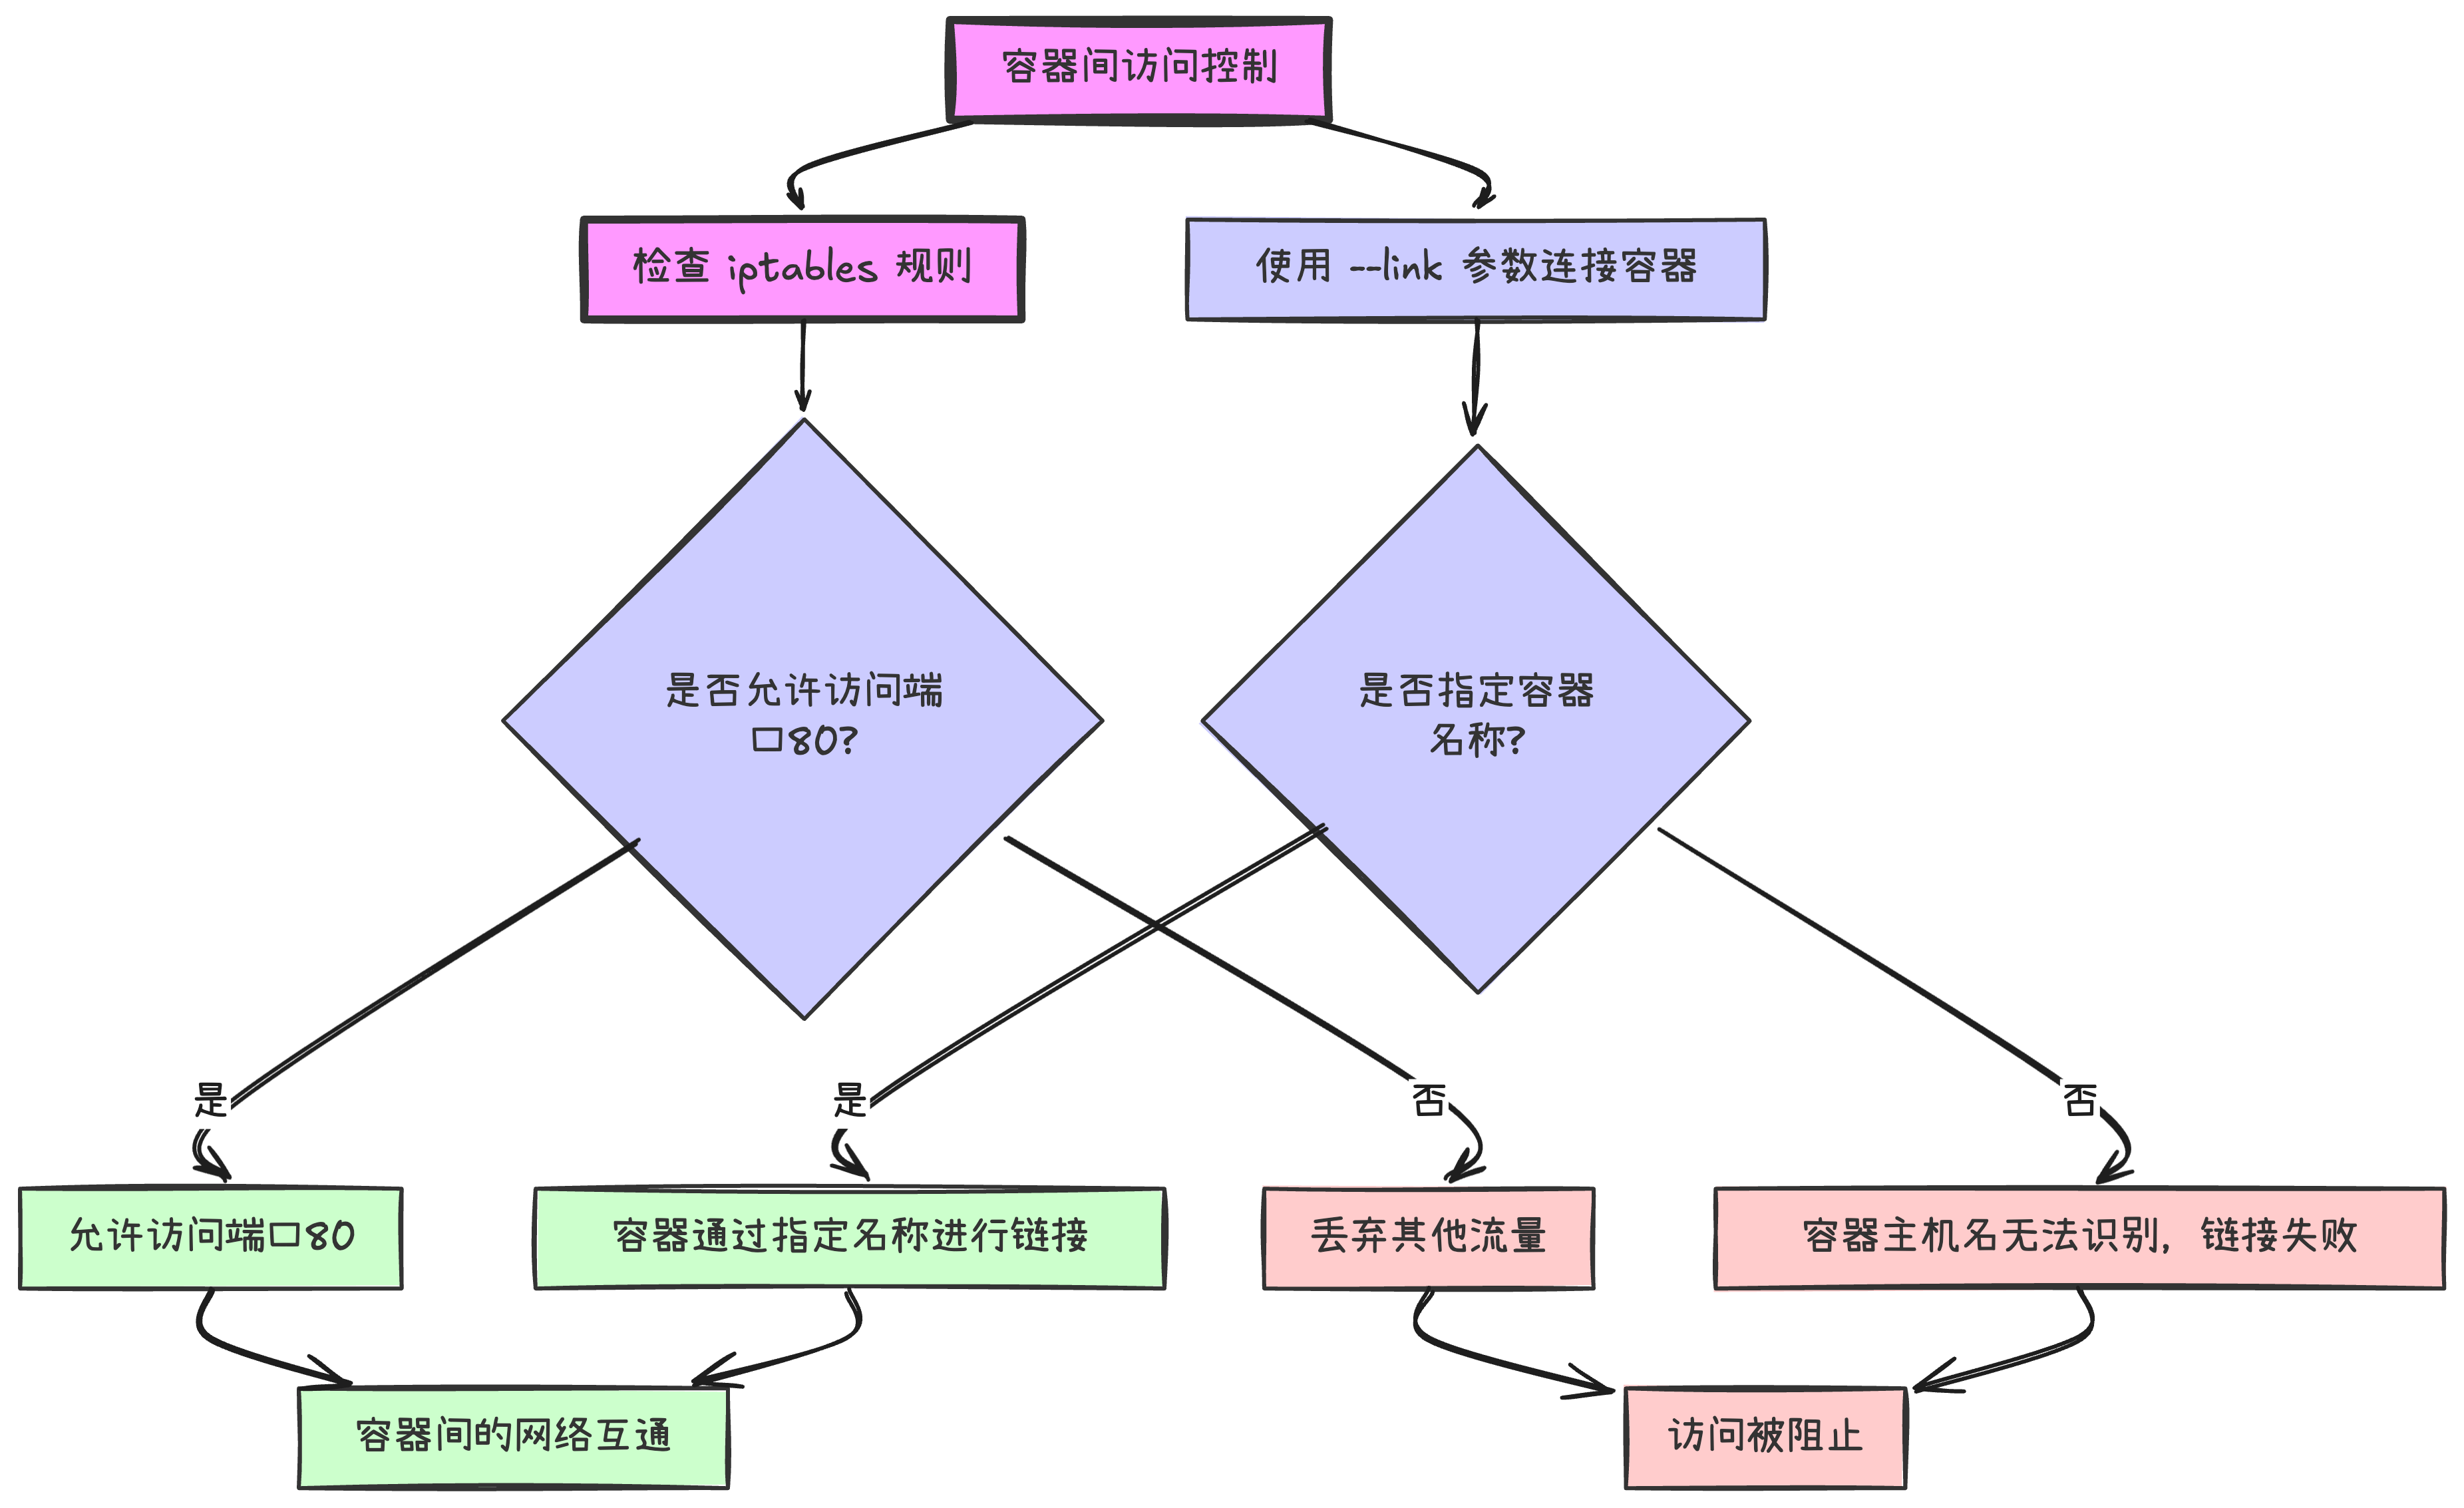 容器间访问控制
检查 iptables 规则
使用 --link 参数连接容器
是否允许访问端
口80?
是否指定容器
名称?
是
是
否
否
允许访问端口80
容器通过指定名称进行链接
丢弃其他流量
容器主机名无法识别，链接失败
容器间的网络互通
访问被阻止